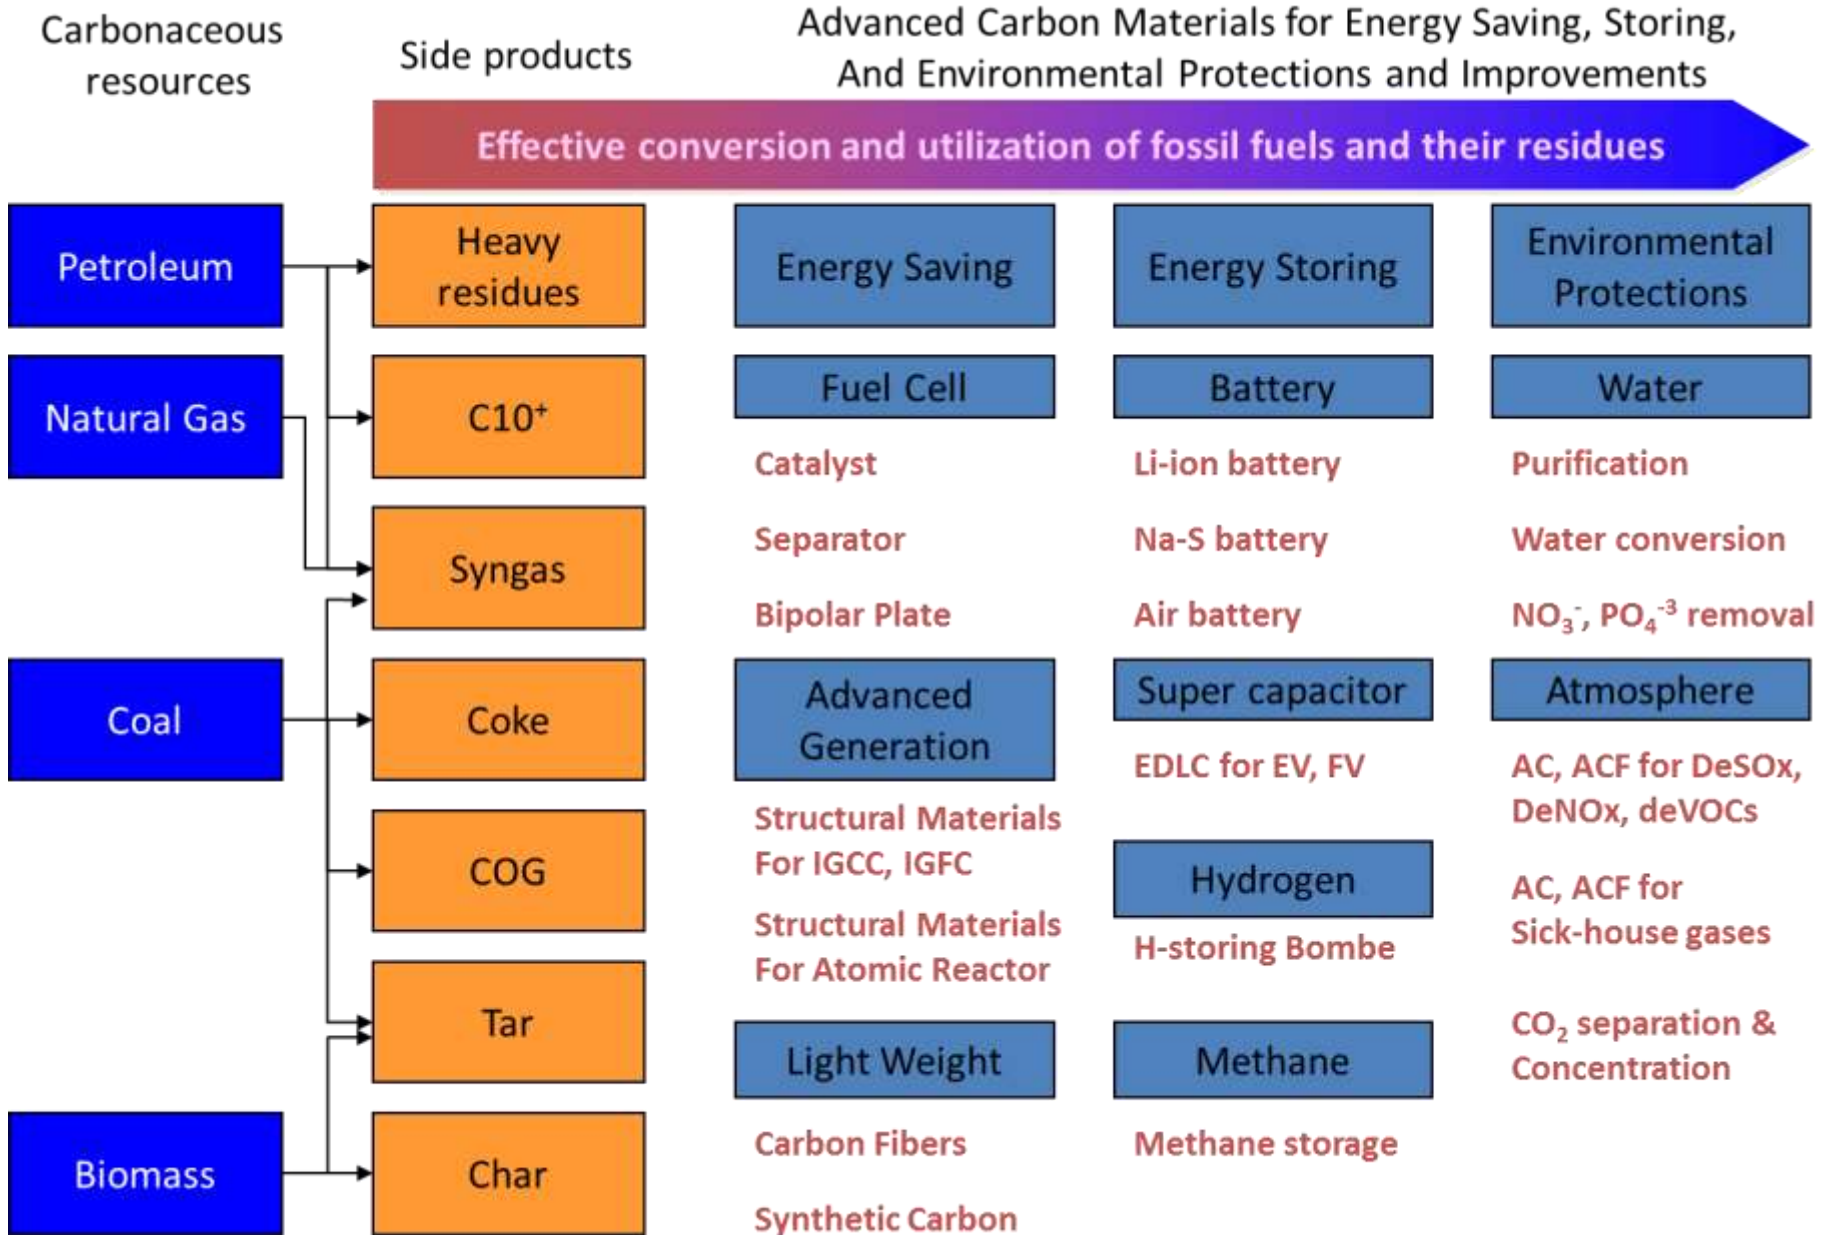 Carbonaceous
resources
Side products
Advanced Carbon Materials for Energy Saving, Storing,
And Environmental Protections and Improvements
Effective conversion and utilization of fossil fuels and their residues
Petroleum
Natural Gas
Coal
Biomass
Heavy
residues
C10⁺
Syngas
Coke
COG
Tar
Char
Energy Saving
Fuel Cell
Catalyst
Separator
Bipolar Plate
Advanced
Generation
Structural Materials
For IGCC, IGFC
Structural Materials
For Atomic Reactor
Light Weight
Carbon Fibers
Synthetic Carbon
Energy Storing
Battery
Li-ion battery
Na-S battery
Air battery
Super capacitor
EDLC for EV, FV
Hydrogen
H-storing Bombe
Methane
Methane storage
Environmental
Protections
Water
Purification
Water conversion
NO₃⁻, PO₄⁻³ removal
Atmosphere
AC, ACF for DeSOx,
DeNOx, deVOCs
AC, ACF for
Sick-house gases
CO₂ separation &
Concentration